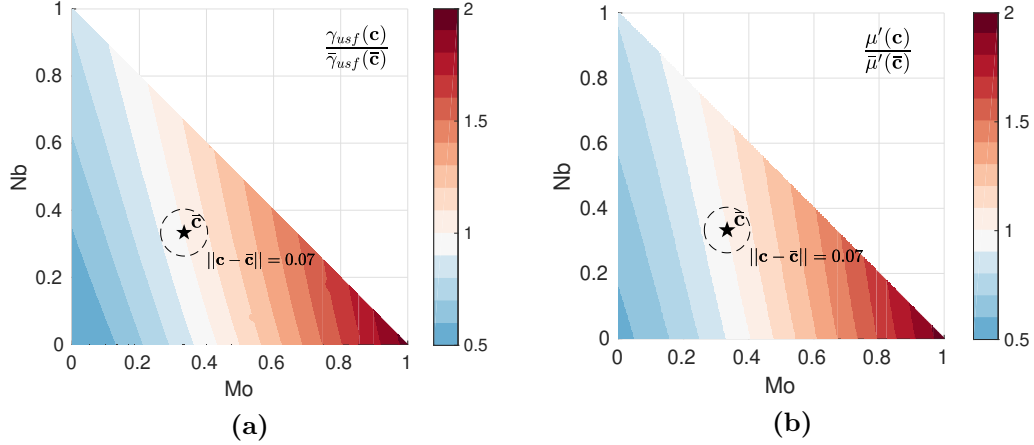 γ_usf(c)
γ̄_usf(c̄)
1
0.8
0.6
0.4
0.2
0
Nb
c̄
||c − c̄|| = 0.07
0 0.2 0.4 0.6 0.8 1
Mo
2
1.5
1
0.5
(a)
μ′(c)
μ̄′(c̄)
1
0.8
0.6
0.4
0.2
0
Nb
c̄
||c − c̄|| = 0.07
0 0.2 0.4 0.6 0.8 1
Mo
2
1.5
1
0.5
(b)